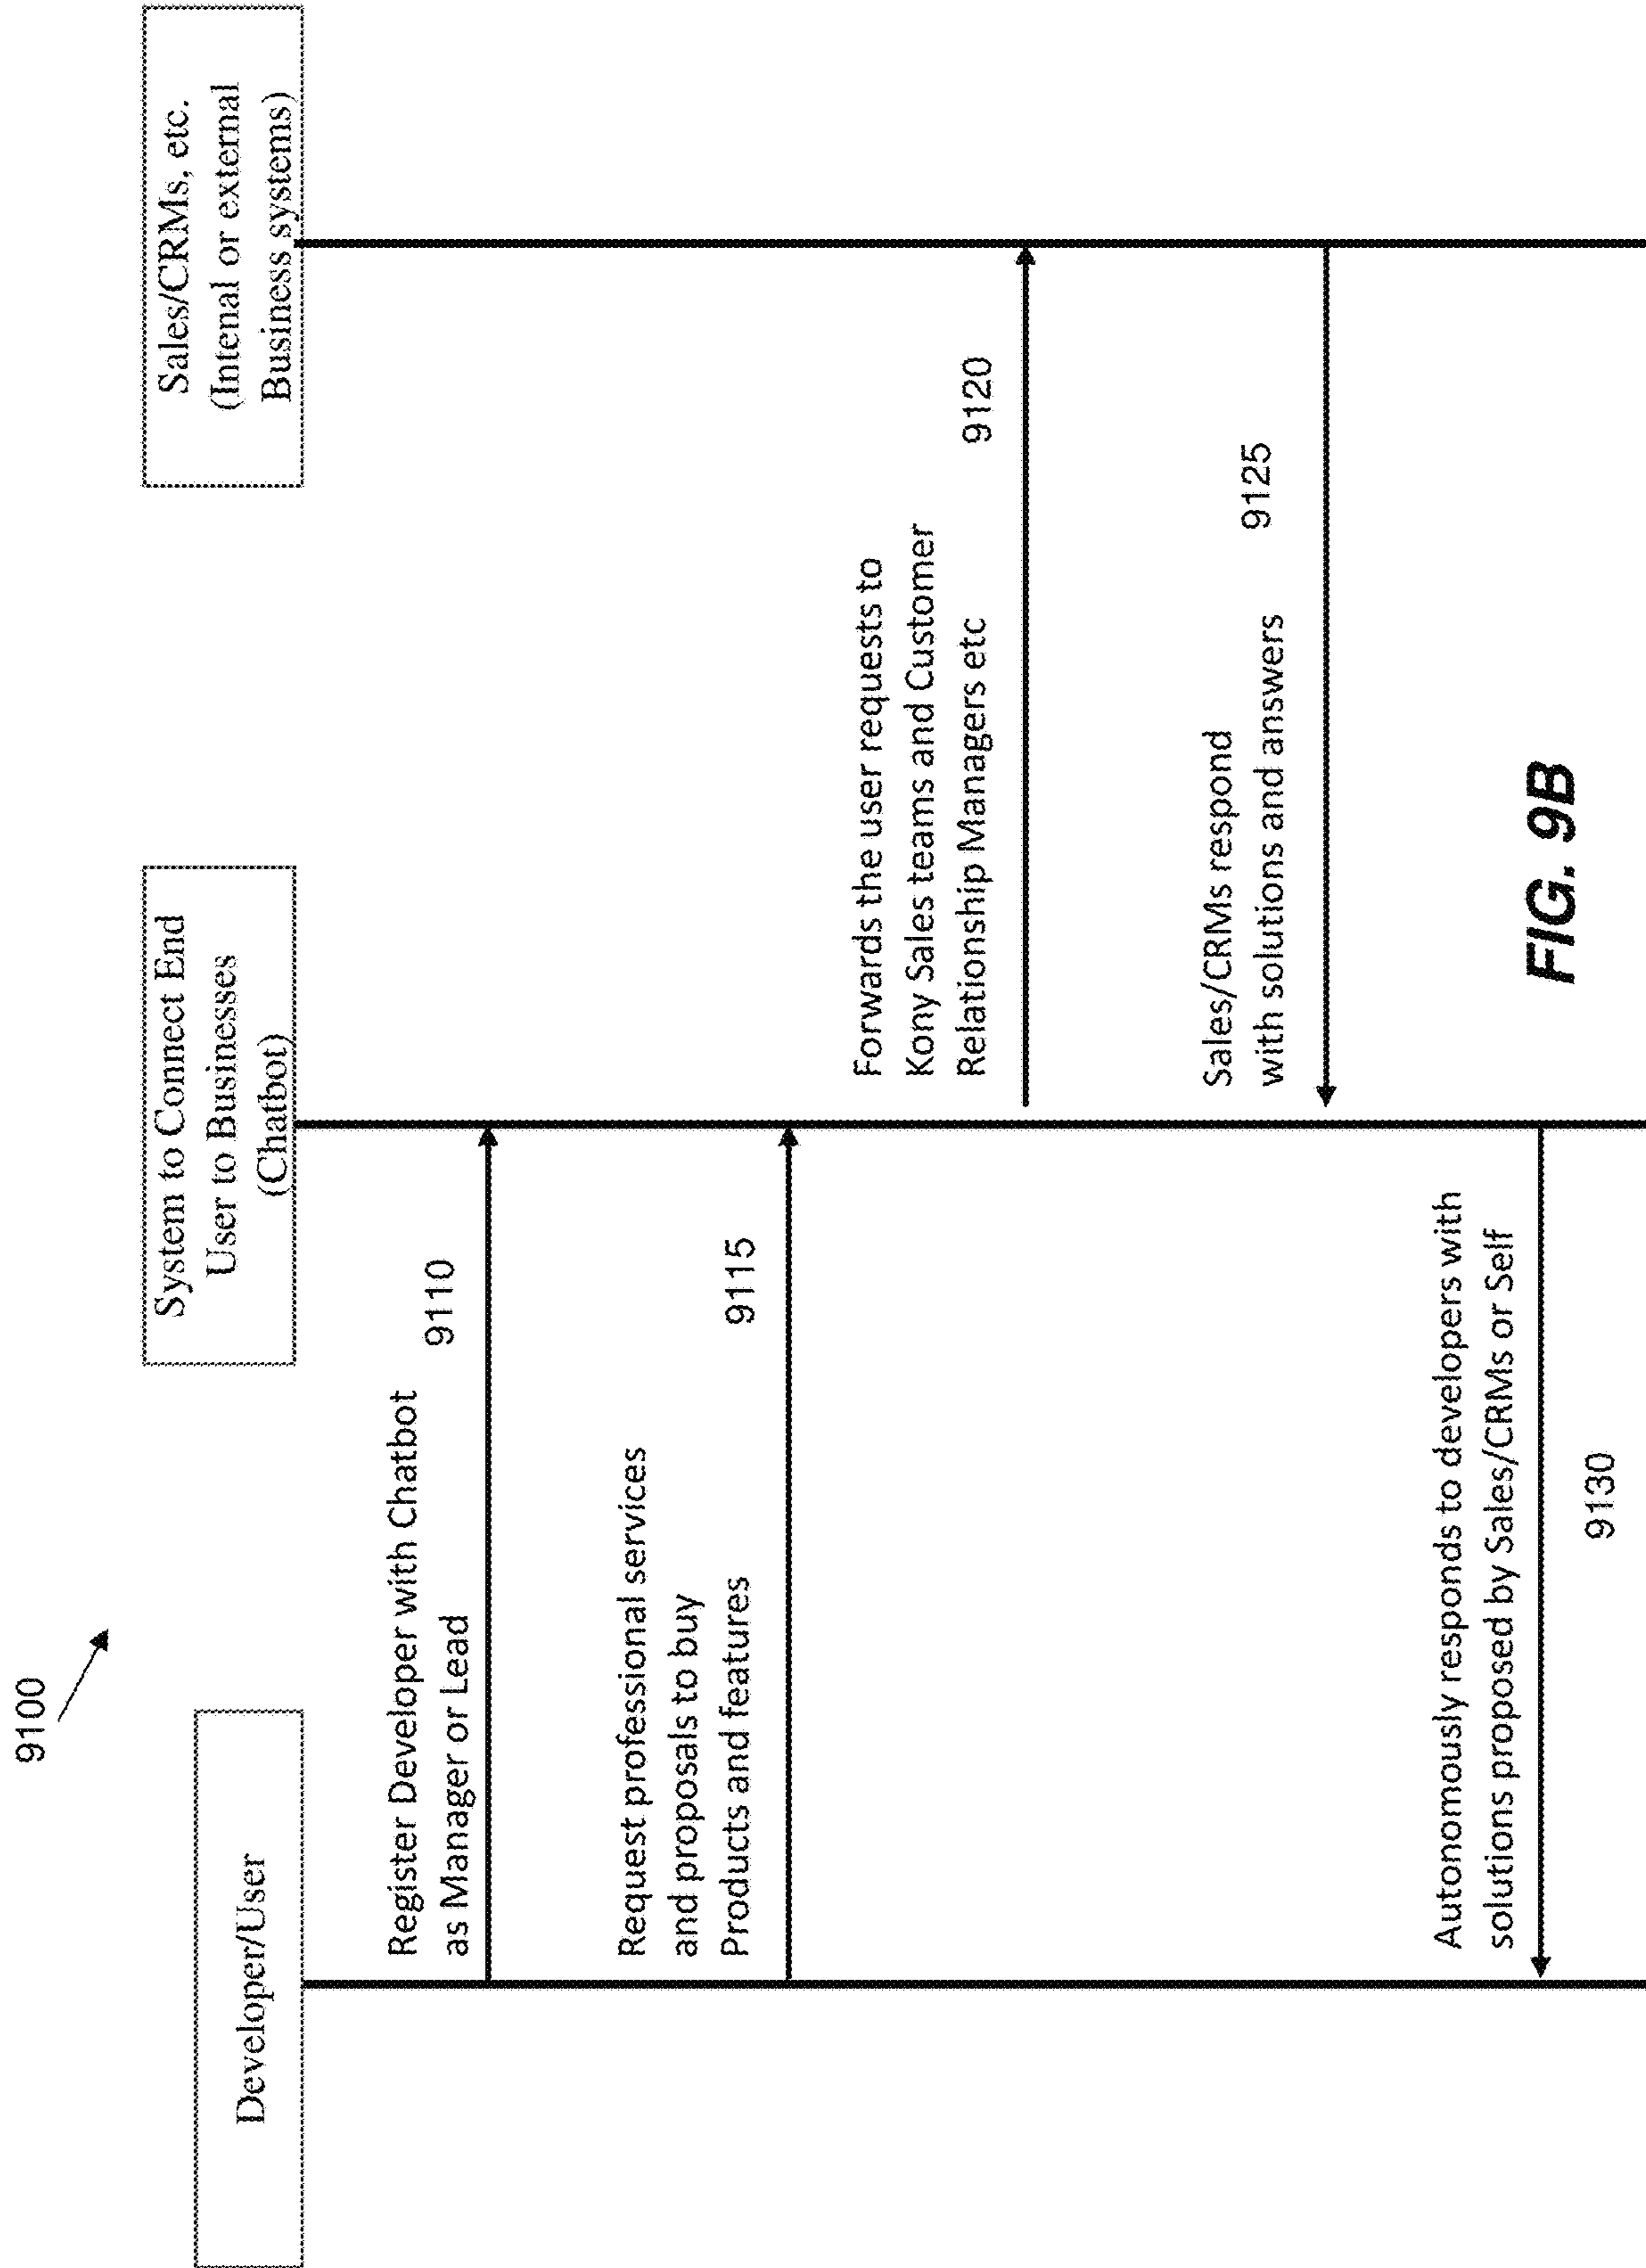 9100
Developer/User
System to Connect End
User to Businesses
(Chatbot)
Sales/CRMs, etc.
(Intenal or external
Business systems)
Register Developer with Chatbot
as Manager or Lead
9110
Request professional services
and proposals to buy
Products and features
9115
Forwards the user requests to
Kony Sales teams and Customer
Relationship Managers etc
9120
Sales/CRMs respond
with solutions and answers
9125
Autonomously responds to developers with
solutions proposed by Sales/CRMs or Self
9130
FIG. 9B